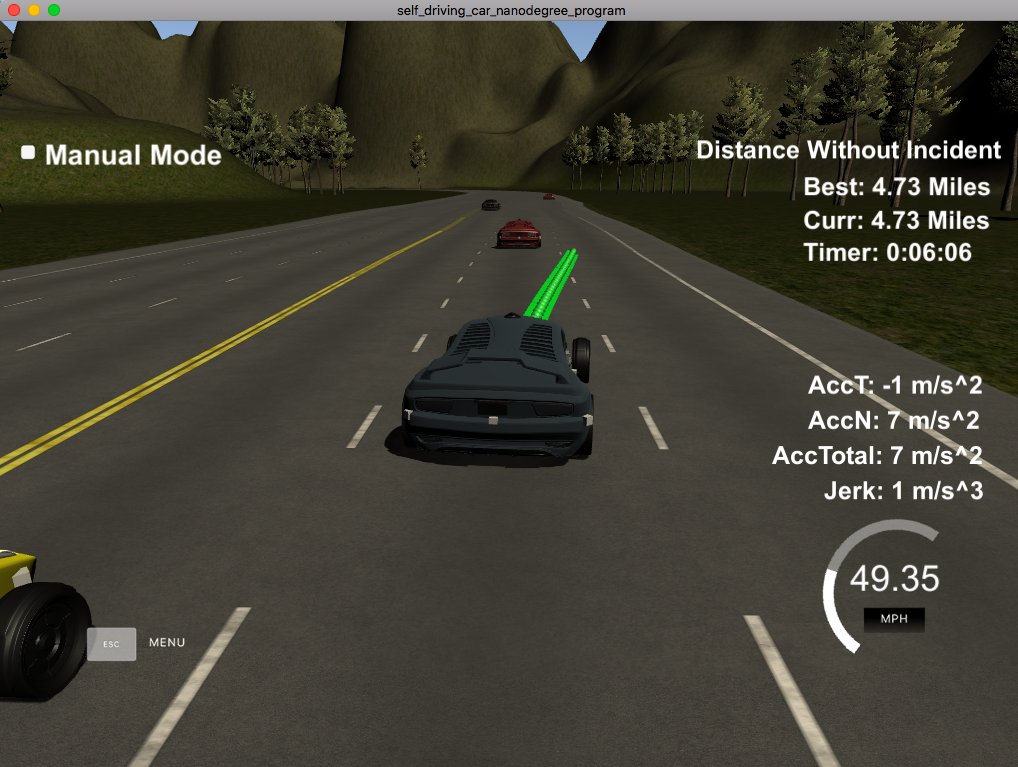 self_driving_car_nanodegree_program
Manual Mode
Distance Without Incident
Best: 4.73 Miles
Curr: 4.73 Miles
Timer: 0:06:06
AccT: -1 m/s^2
AccN: 7 m/s^2
AccTotal: 7 m/s^2
Jerk: 1 m/s^3
49.35
MPH
ESC MENU